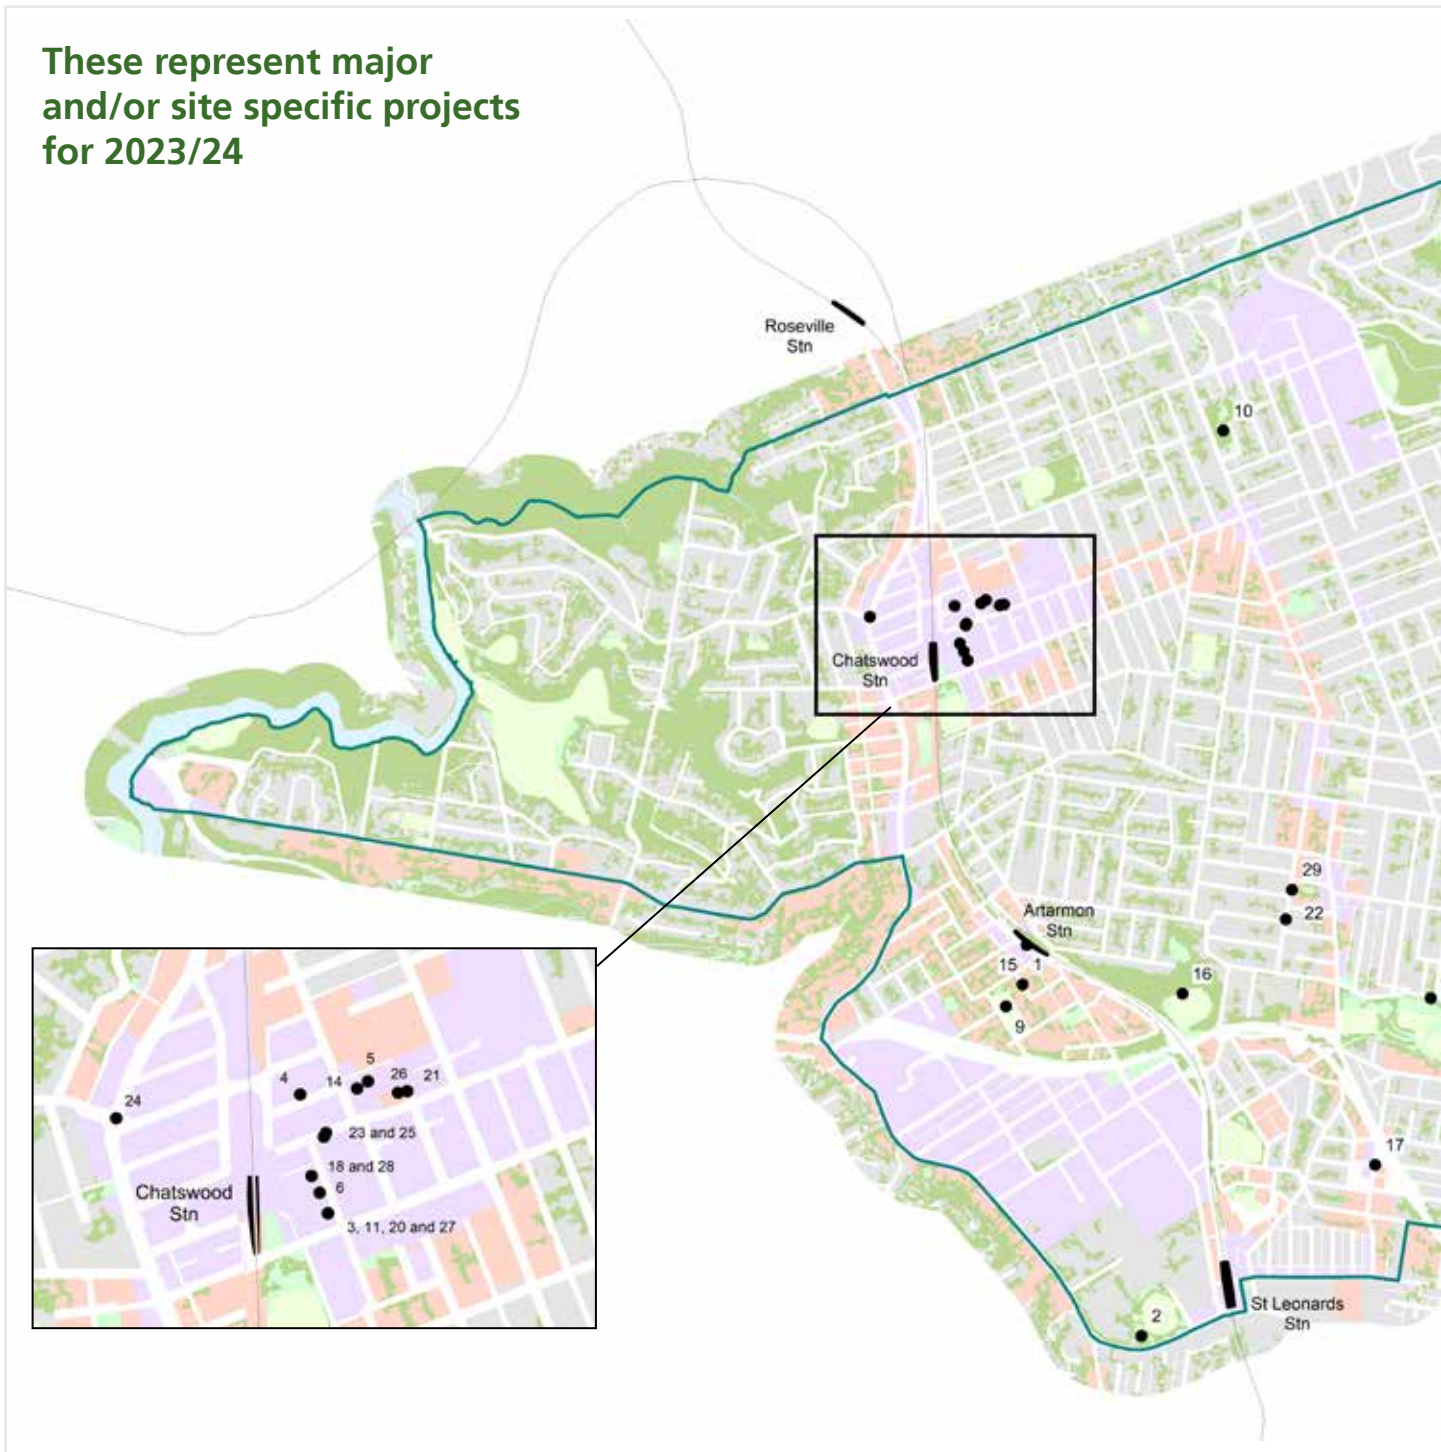 These represent major
and/or site specific projects
for 2023/24
Roseville
Stn
10
Chatswood
Stn
29
22
Artarmon
Stn
15
1
16
9
17
2
St Leonards
Stn
5
4
14
26
21
24
23 and 25
18 and 28
6
Chatswood
Stn
3, 11, 20 and 27